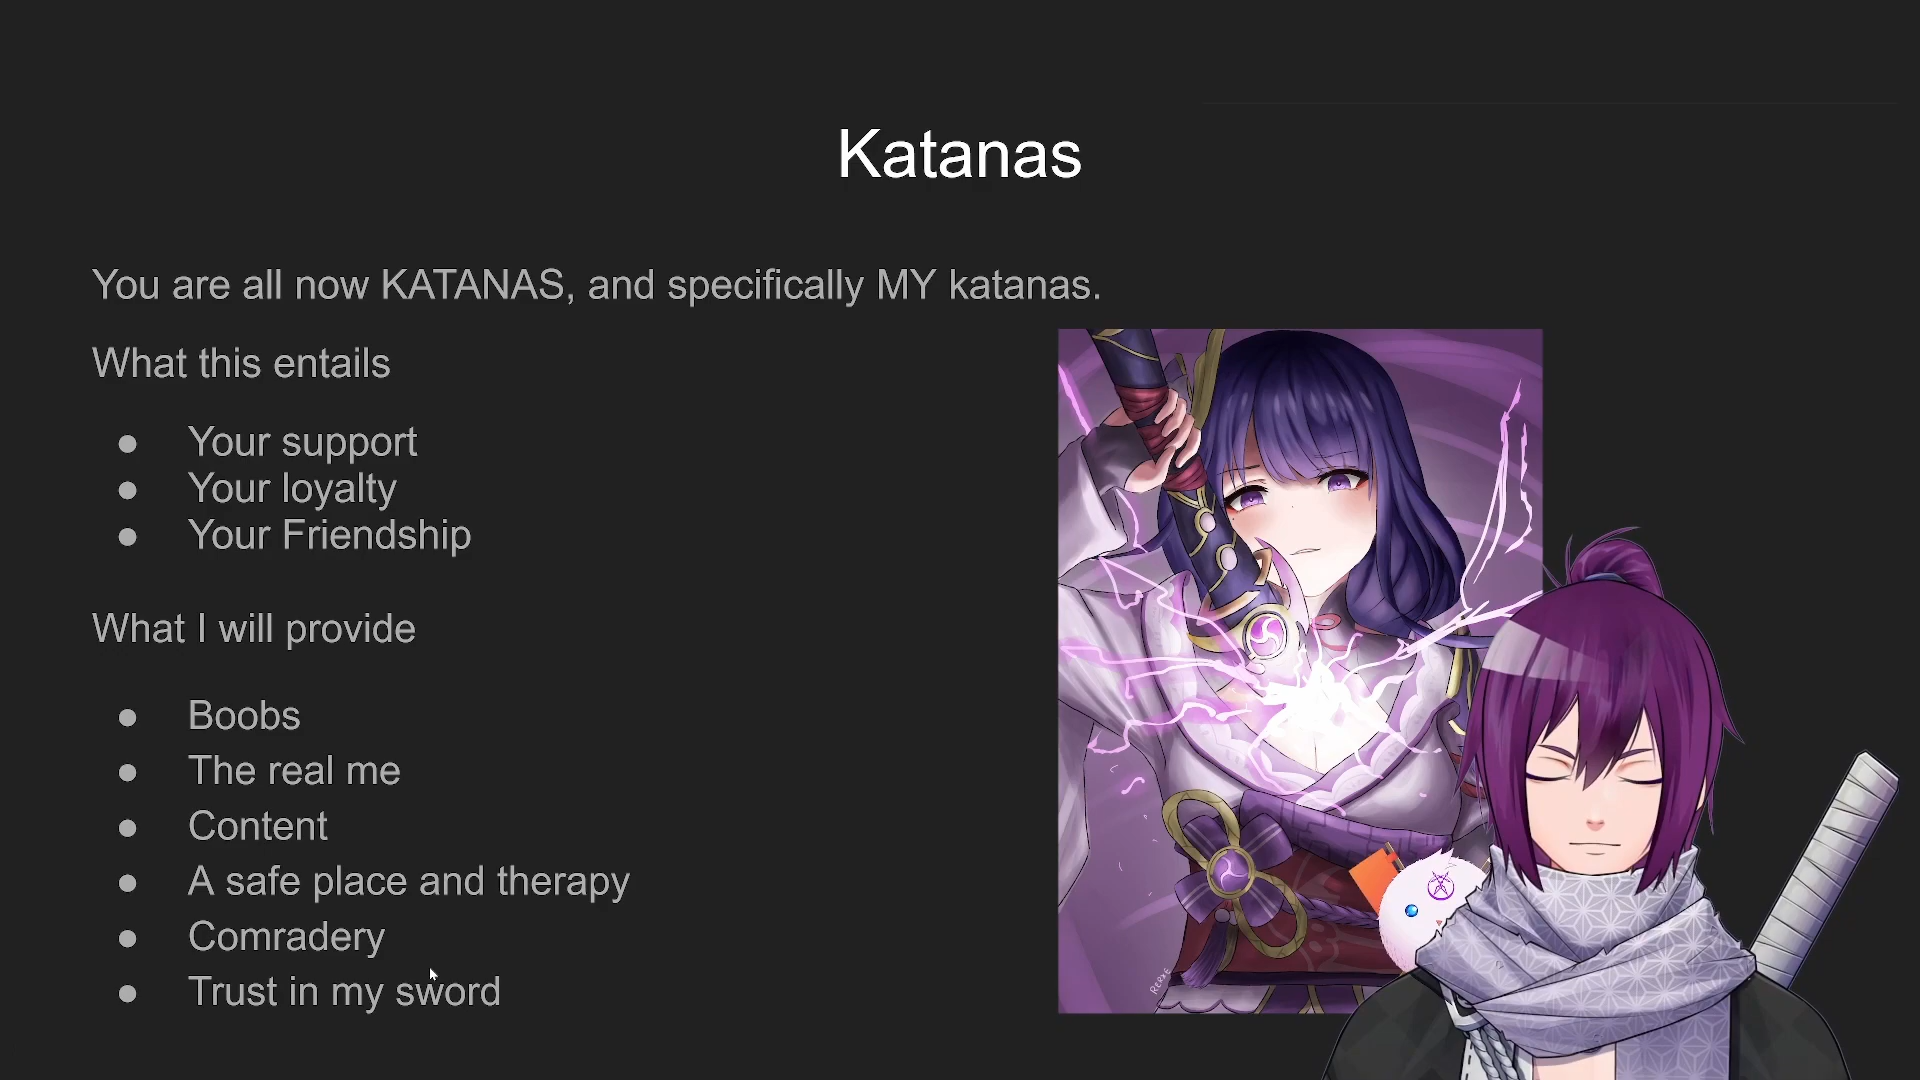 Katanas
You are all now KATANAS, and specifically MY katanas.
What this entails
● Your support
● Your loyalty
● Your Friendship
What I will provide
● Boobs
● The real me
● Content
● A safe place and therapy
● Comradery
● Trust in my sword